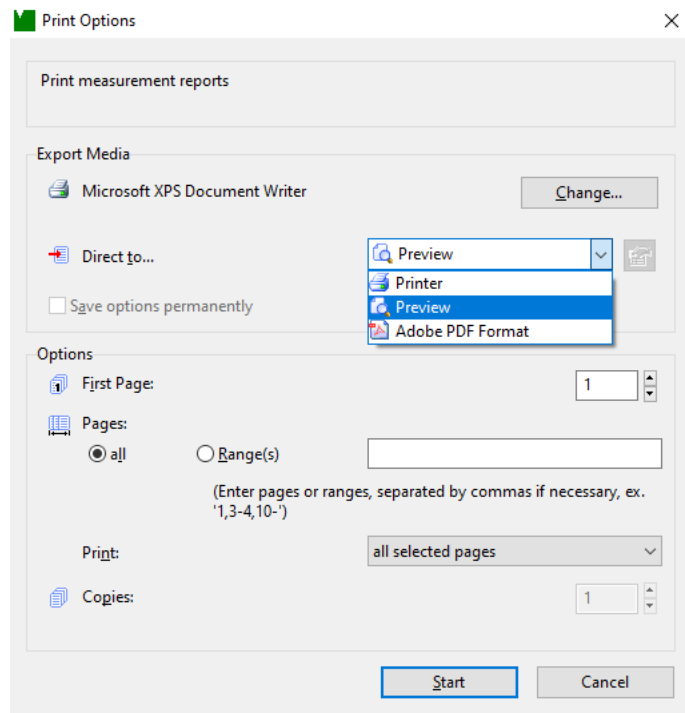 Print Options
Print measurement reports
Export Media
Microsoft XPS Document Writer
Change...
Direct to...
Preview
Printer
Preview
Adobe PDF Format
Save options permanently
Options
First Page:
1
Pages:
all
Range(s)
(Enter pages or ranges, separated by commas if necessary, ex.
'1,3-4,10-')
Print:
all selected pages
Copies:
1
Start
Cancel